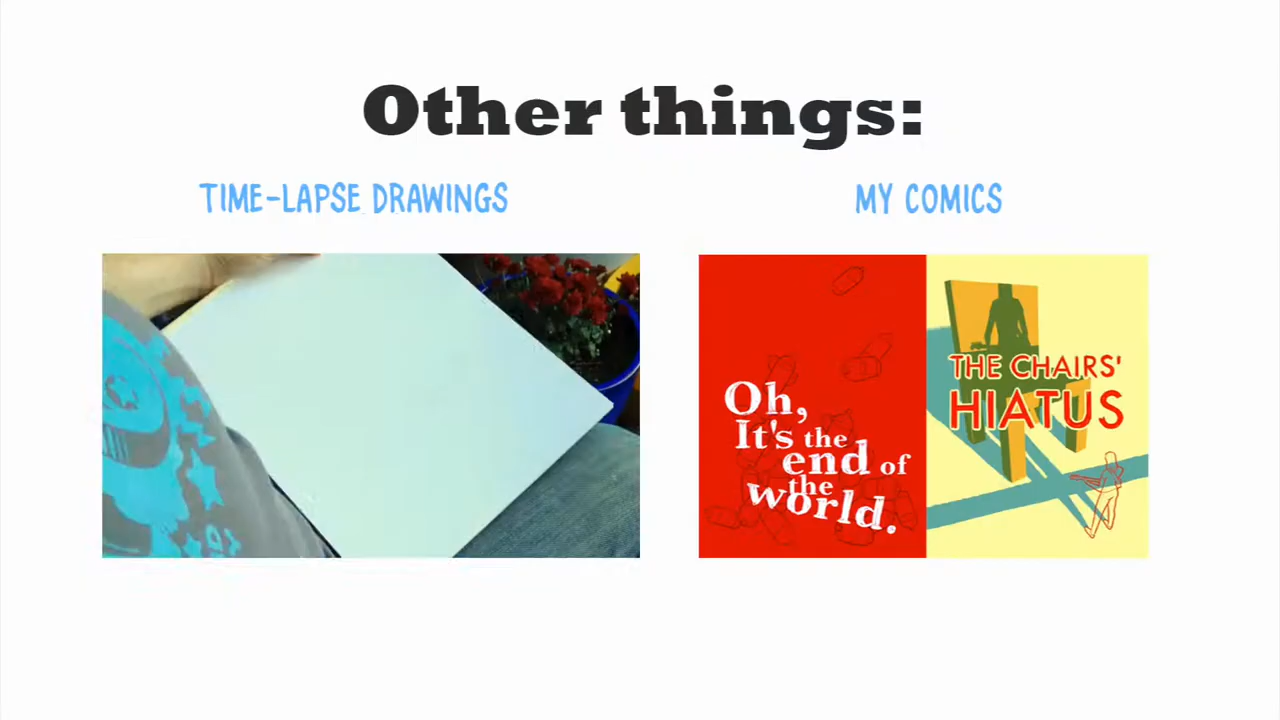 Other things:
TIME-LAPSE DRAWINGS
MY COMICS
Oh,
It's the
end of
the
world.
THE CHAIRS'
HIATUS